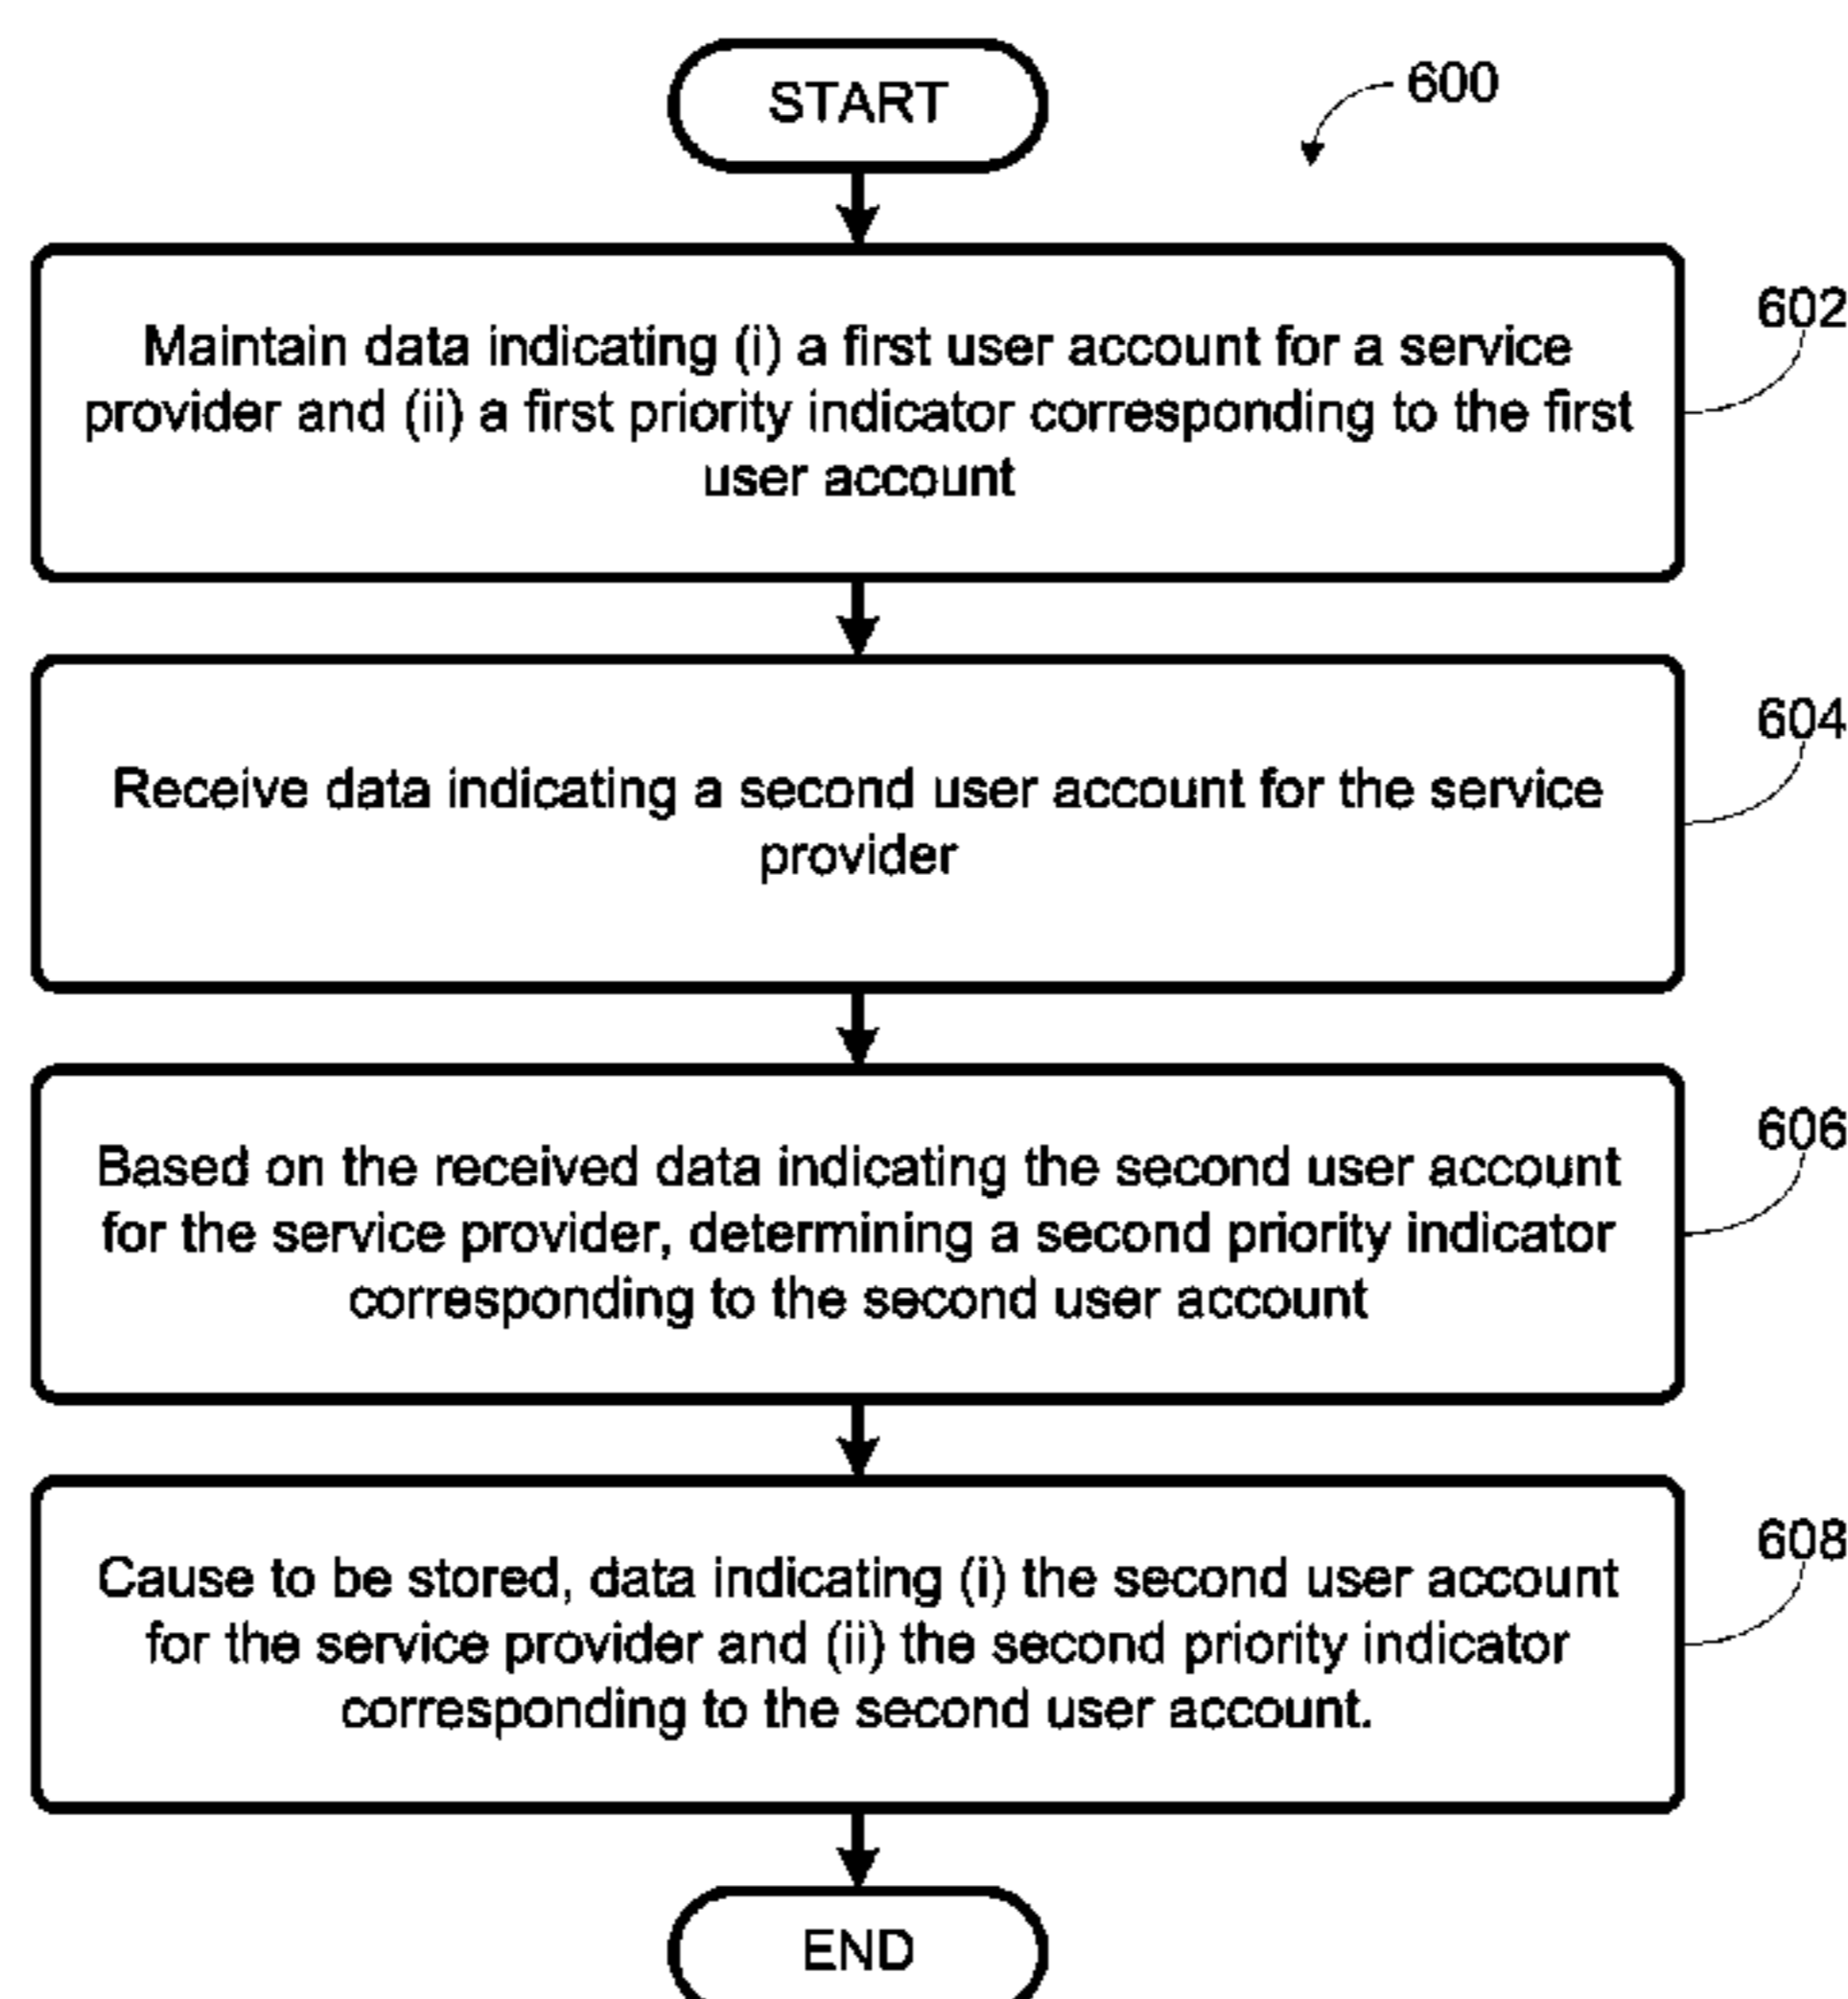 START
600
Maintain data indicating (i) a first user account for a service
provider and (ii) a first priority indicator corresponding to the first
user account
602
Receive data indicating a second user account for the service
provider
604
Based on the received data indicating the second user account
for the service provider, determining a second priority indicator
corresponding to the second user account
606
Cause to be stored, data indicating (i) the second user account
for the service provider and (ii) the second priority indicator
corresponding to the second user account.
608
END